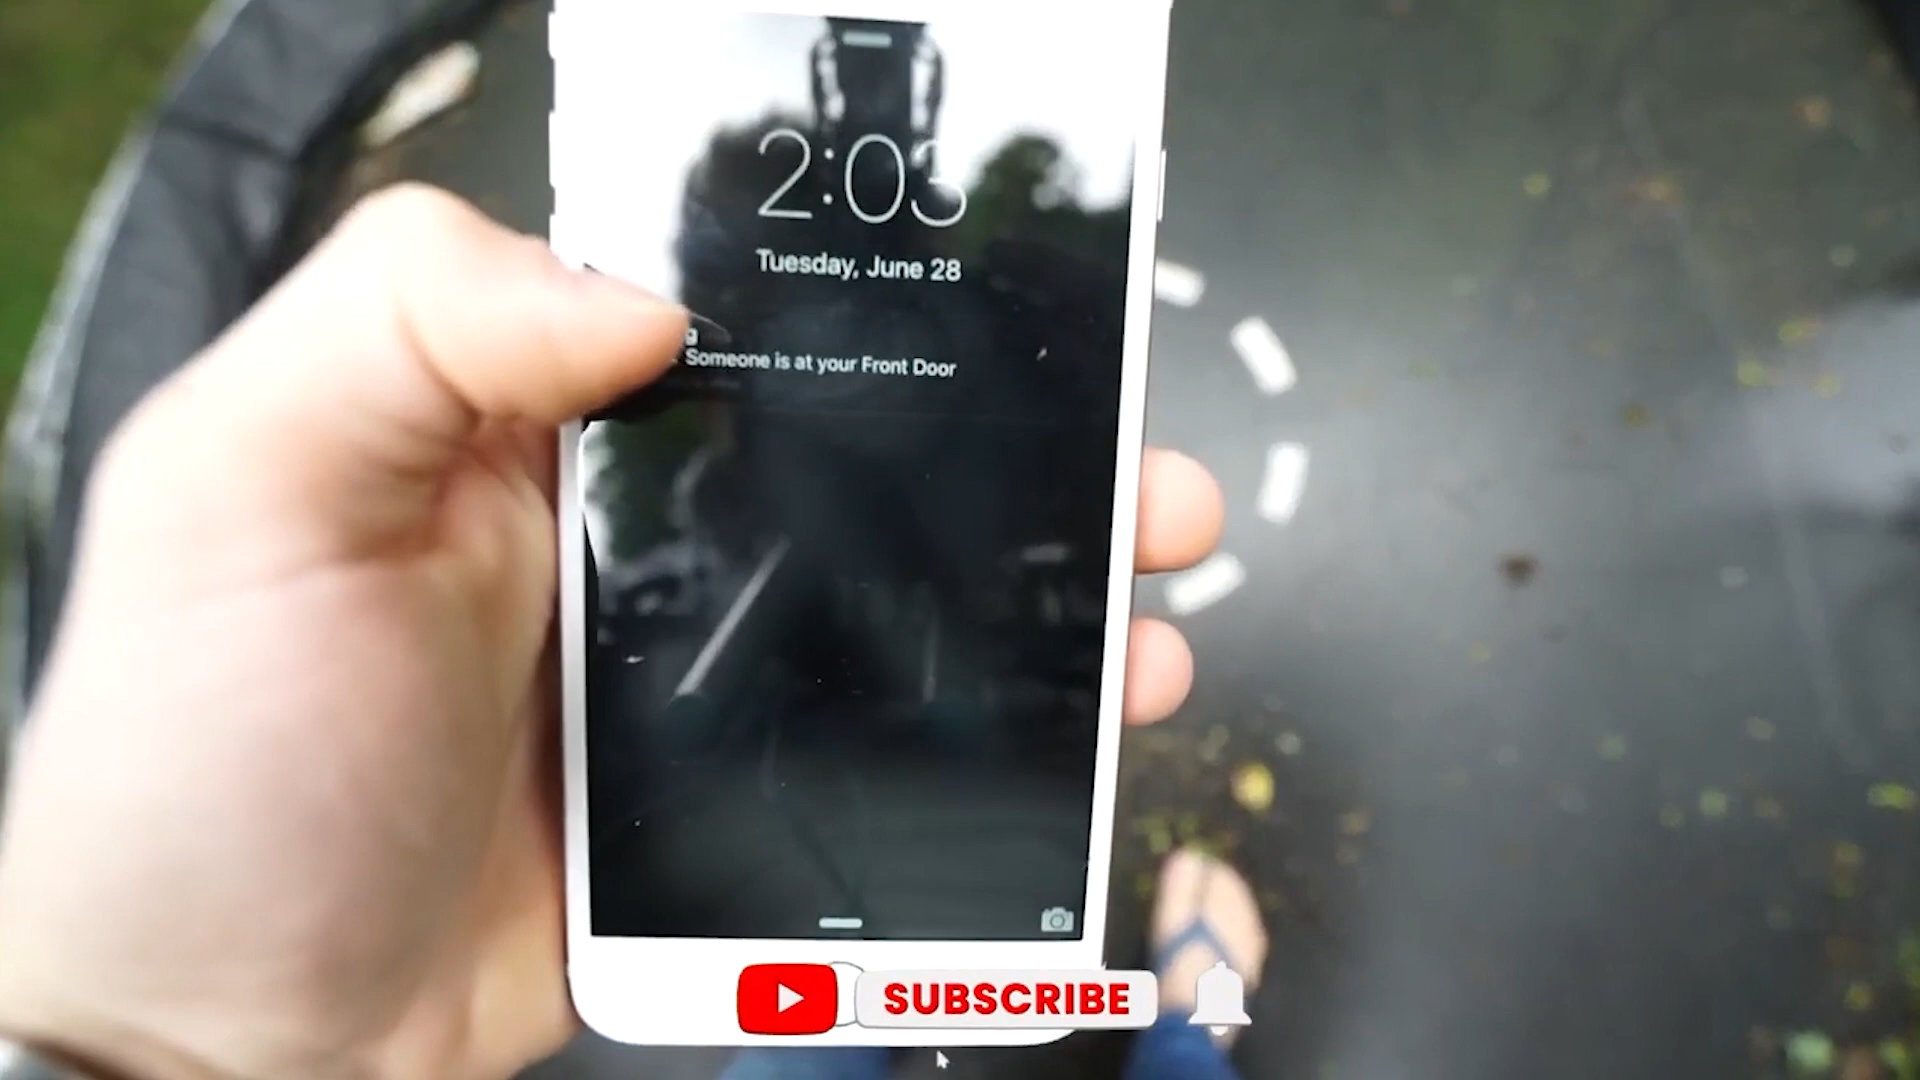 2:03
Tuesday, June 28
g
Someone is at your Front Door
SUBSCRIBE